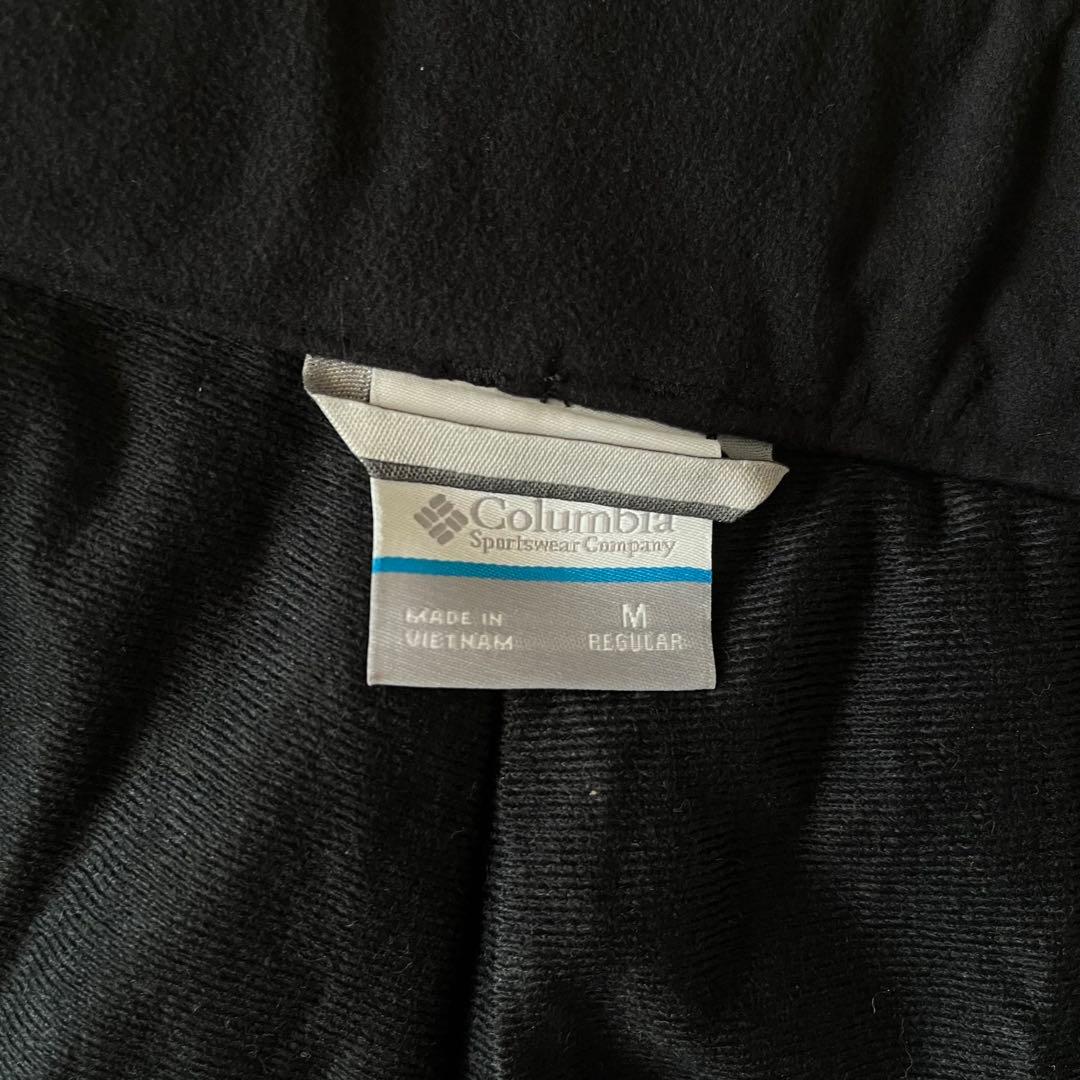 Columbia
Sportswear Company
MADE IN
VIETNAM
M
REGULAR